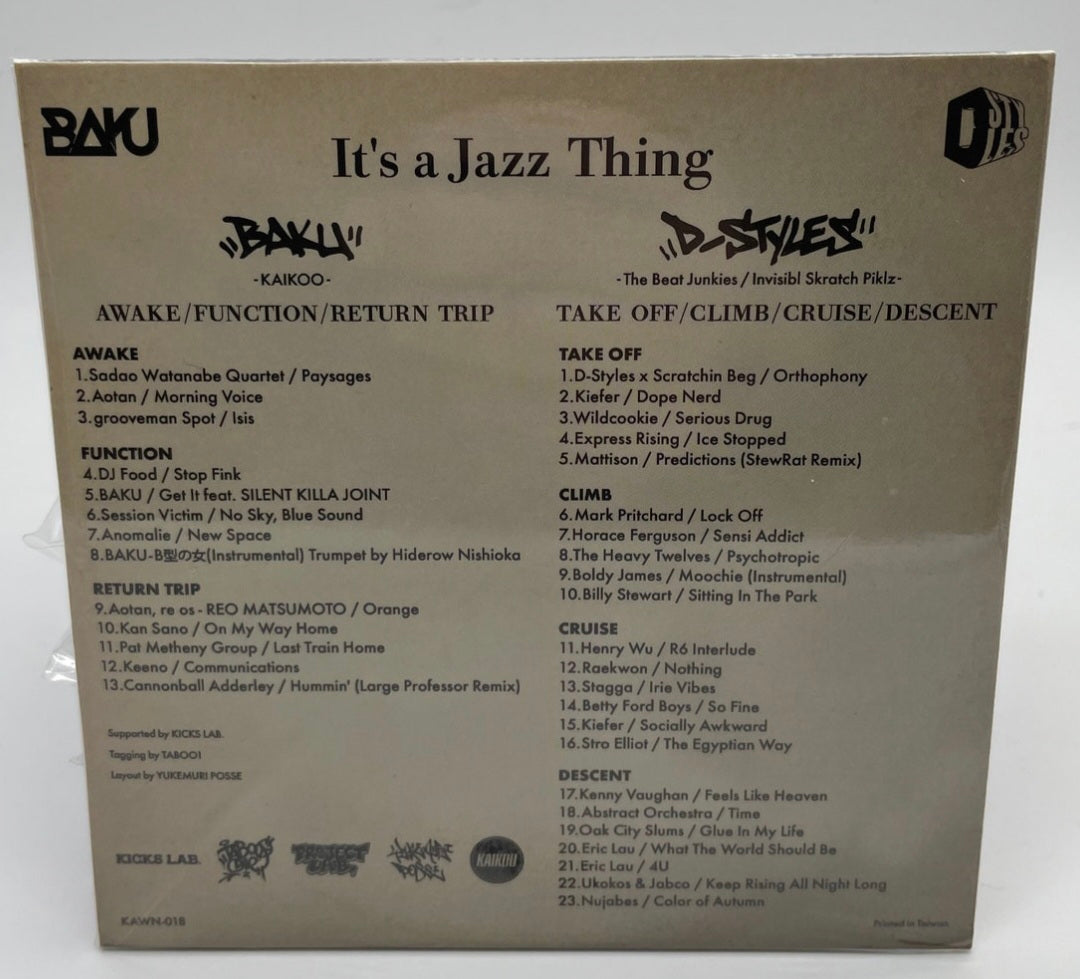 BAKU
D STYLES
It's a Jazz Thing
"BAKU"
-KAIKOO-
AWAKE/FUNCTION/RETURN TRIP
AWAKE
1.Sadao Watanabe Quartet / Paysages
2.Aotan / Morning Voice
3.grooveman Spot / Isis
FUNCTION
4.DJ Food / Stop Fink
5.BAKU / Get It feat. SILENT KILLA JOINT
6.Session Victim / No Sky, Blue Sound
7.Anomalie / New Space
8.BAKU-B型の女(Instrumental) Trumpet by Hiderow Nishioka
RETURN TRIP
9.Aotan, re os - REO MATSUMOTO / Orange
10.Kan Sano / On My Way Home
11.Pat Metheny Group / Last Train Home
12.Keeno / Communications
13.Cannonball Adderley / Hummin' (Large Professor Remix)
Supported by KICKS LAB.
Tagging by TABOO1
Layout by YUKEMURI POSSE
"D-STYLES"
-The Beat Junkies / Invisibl Skratch Piklz-
TAKE OFF/CLIMB/CRUISE/DESCENT
TAKE OFF
1.D-Styles x Scratchin Beg / Orthophony
2.Kiefer / Dope Nerd
3.Wildcookie / Serious Drug
4.Express Rising / Ice Stopped
5.Mattison / Predictions (StewRat Remix)
CLIMB
6.Mark Pritchard / Lock Off
7.Horace Ferguson / Sensi Addict
8.The Heavy Twelves / Psychotropic
9.Boldy James / Moochie (Instrumental)
10.Billy Stewart / Sitting In The Park
CRUISE
11.Henry Wu / R6 Interlude
12.Raekwon / Nothing
13.Stagga / Irie Vibes
14.Betty Ford Boys / So Fine
15.Kiefer / Socially Awkward
16.Stro Elliot / The Egyptian Way
DESCENT
17.Kenny Vaughan / Feels Like Heaven
18.Abstract Orchestra / Time
19.Oak City Slums / Glue In My Life
20.Eric Lau / What The World Should Be
21.Eric Lau / 4U
22.Ukokos & Jabco / Keep Rising All Night Long
23.Nujabes / Color of Autumn
KICKS LAB.
YUKEMURI POSSE
KAIKOO
KAWN-018
Printed in Taiwan